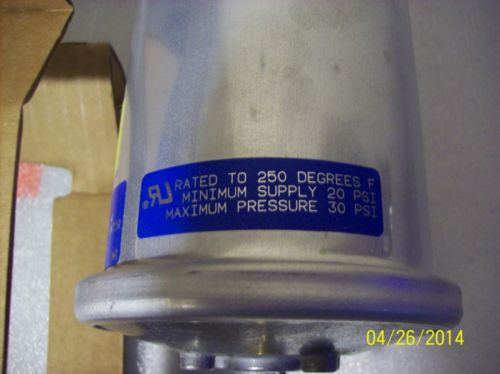 RATED TO 250 DEGREES F
MINIMUM SUPPLY 20 PSI
MAXIMUM PRESSURE 30 PSI
04/26/2014